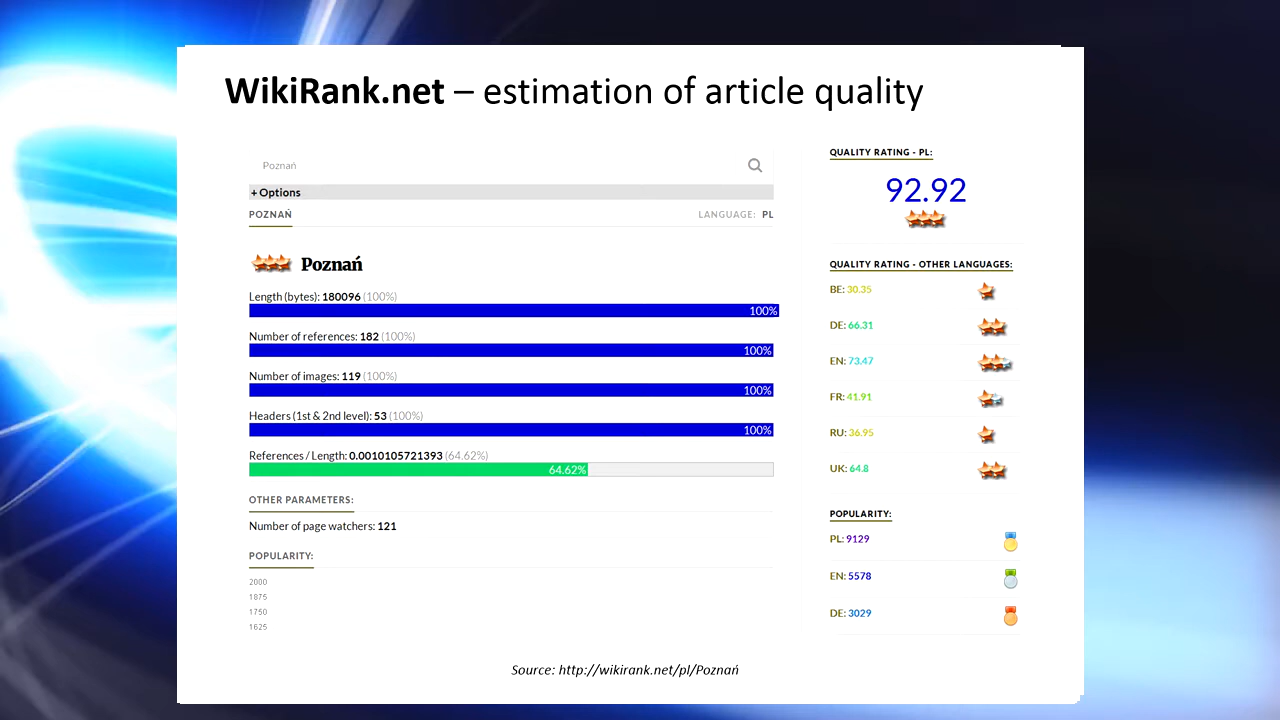 WikiRank.net – estimation of article quality
Poznań
+ Options
POZNAŃ LANGUAGE: PL
Poznań
Length (bytes): 180096 (100%)
100%
Number of references: 182 (100%)
100%
Number of images: 119 (100%)
100%
Headers (1st & 2nd level): 53 (100%)
100%
References / Length: 0.0010105721393 (64.62%)
64.62%
OTHER PARAMETERS:
Number of page watchers: 121
POPULARITY:
2000
1875
1750
1625
QUALITY RATING - PL:
92.92
QUALITY RATING - OTHER LANGUAGES:
BE: 30.35
DE: 66.31
EN: 73.47
FR: 41.91
RU: 36.95
UK: 64.8
POPULARITY:
PL: 9129
EN: 5578
DE: 3029
Source: http://wikirank.net/pl/Poznań